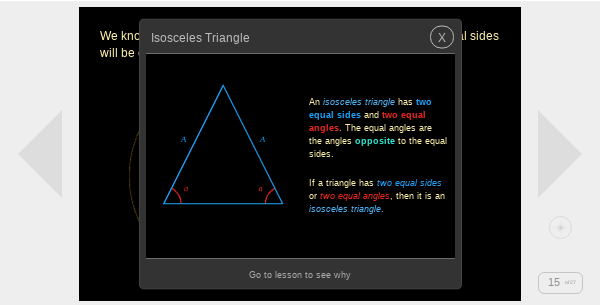 We kno
al sides
will be
Isosceles Triangle
X
An isosceles triangle has two
equal sides and two equal
angles. The equal angles are
the angles opposite to the equal
sides.
A
A
a
a
If a triangle has two equal sides
or two equal angles, then it is an
isosceles triangle.
Go to lesson to see why
15 of 27